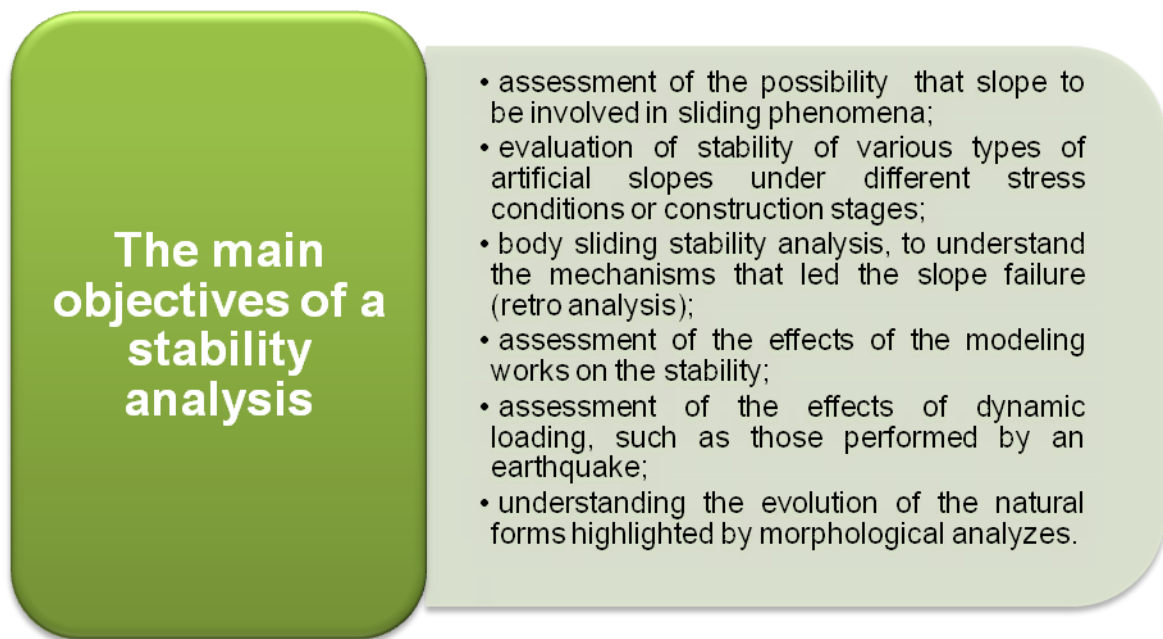 The main
objectives of a
stability
analysis
• assessment of the possibility that slope to
be involved in sliding phenomena;
• evaluation of stability of various types of
artificial slopes under different stress
conditions or construction stages;
• body sliding stability analysis, to understand
the mechanisms that led the slope failure
(retro analysis);
• assessment of the effects of the modeling
works on the stability;
• assessment of the effects of dynamic
loading, such as those performed by an
earthquake;
• understanding the evolution of the natural
forms highlighted by morphological analyzes.